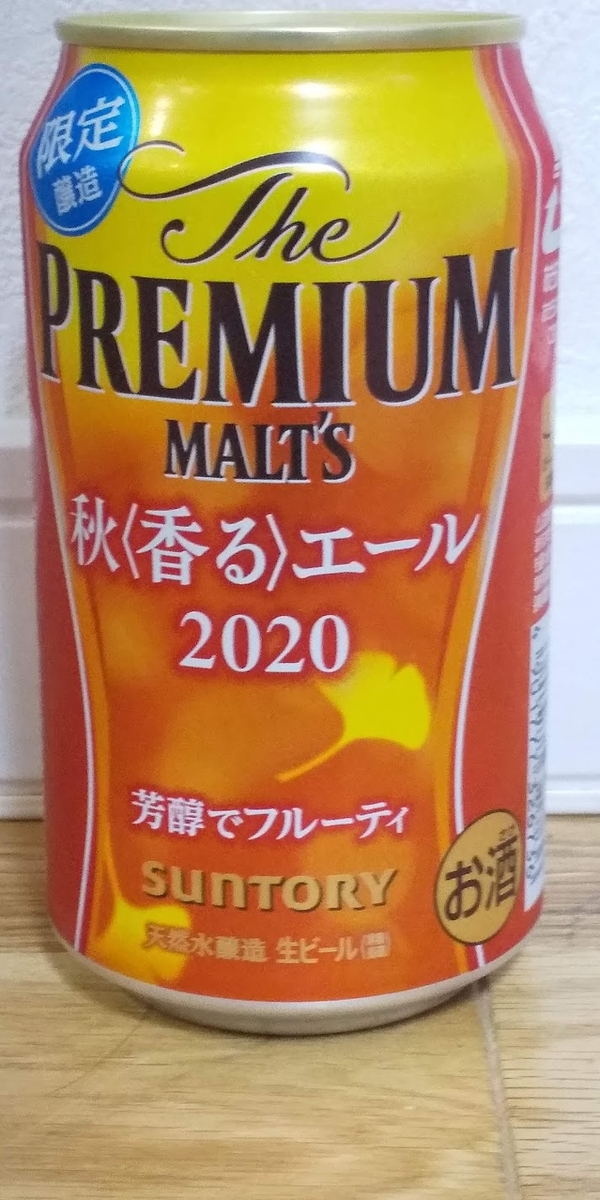 限定
醸造
The
PREMIUM
MALT'S
秋〈香る〉エール
2020
芳醇でフルーティ
SUNTORY
お酒
天然水醸造 生ビール